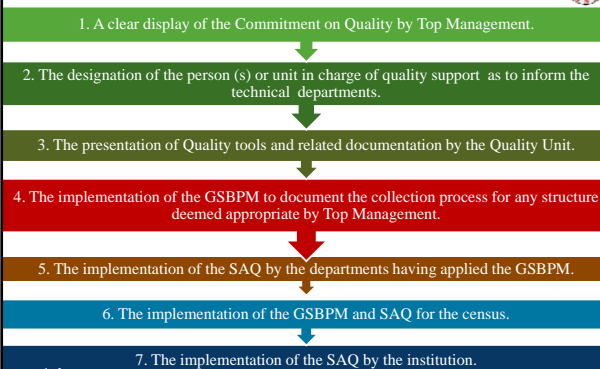 1. A clear display of the Commitment on Quality by Top Management.
2. The designation of the person (s) or unit in charge of quality support as to inform the
technical departments.
3. The presentation of Quality tools and related documentation by the Quality Unit.
4. The implementation of the GSBPM to document the collection process for any structure
deemed appropriate by Top Management.
5. The implementation of the SAQ by the departments having applied the GSBPM.
6. The implementation of the GSBPM and SAQ for the census.
7. The implementation of the SAQ by the institution.